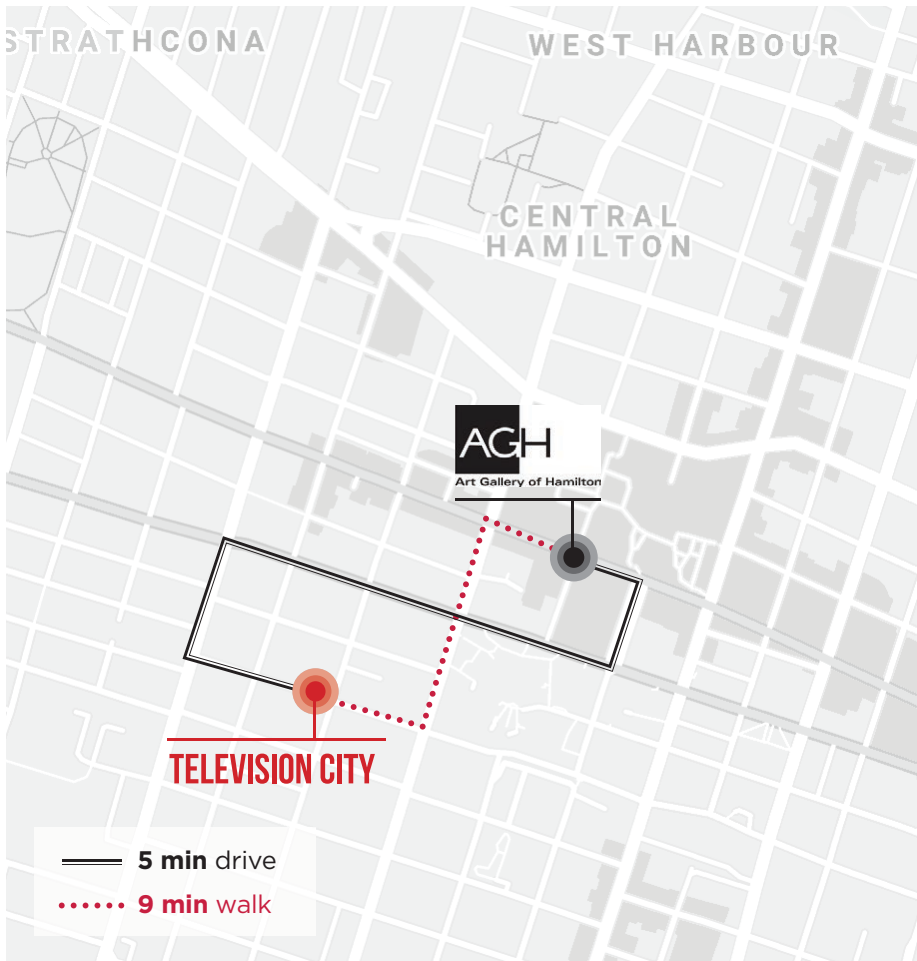 STRATHCONA
WEST HARBOUR
CENTRAL
HAMILTON
AGH
Art Gallery of Hamilton
TELEVISION CITY
5 min drive
9 min walk